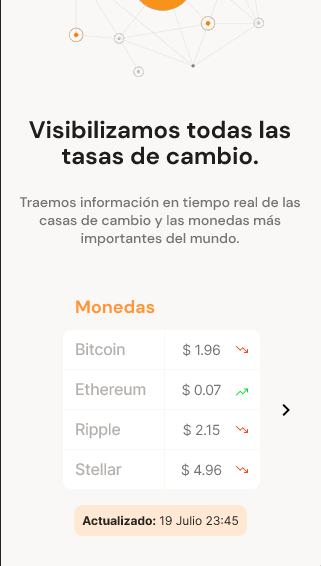 Visibilizamos todas las
tasas de cambio.
Traemos información en tiempo real de las
casas de cambio y las monedas más
importantes del mundo.
Monedas
Bitcoin $ 1.96
Ethereum $ 0.07
Ripple $ 2.15
Stellar $ 4.96
Actualizado: 19 Julio 23:45